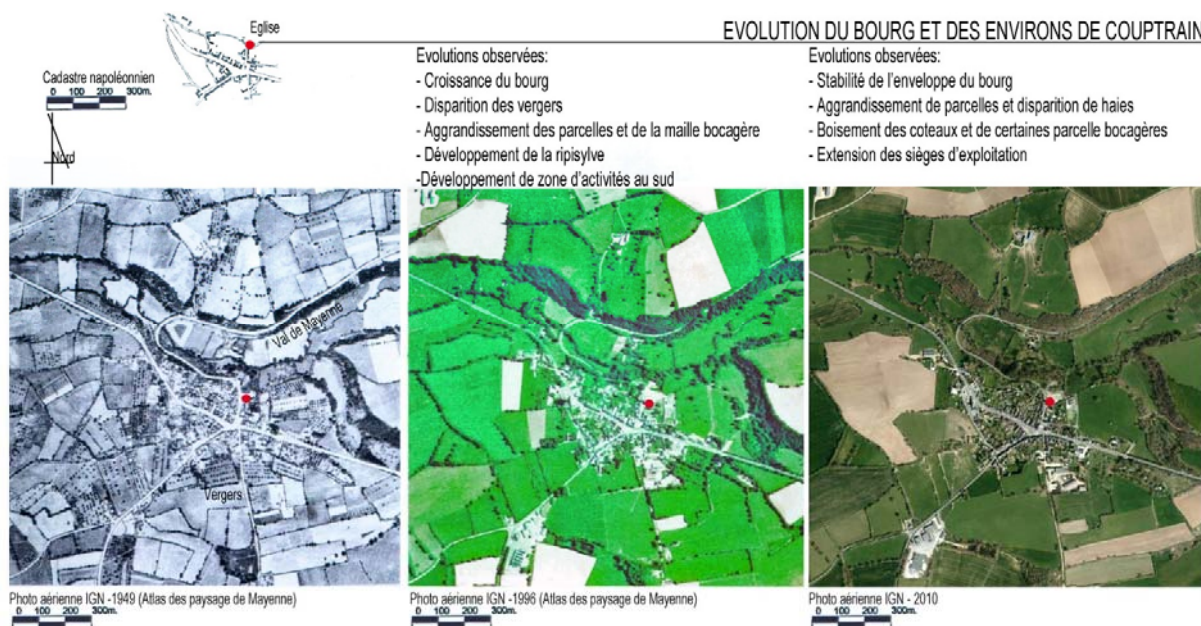 EVOLUTION DU BOURG ET DES ENVIRONS DE COUPTRAIN
Eglise
Cadastre napoléonnien
0 100 200 300m.
Nord
Evolutions observées:
- Croissance du bourg
- Disparition des vergers
- Aggrandissement des parcelles et de la maille bocagère
- Développement de la ripisylve
-Développement de zone d'activités au sud
Evolutions observées:
- Stabilité de l'enveloppe du bourg
- Aggrandissement de parcelles et disparition de haies
- Boisement des coteaux et de certaines parcelle bocagères
- Extension des sièges d'exploitation
Val de Mayenne
Vergers
Photo aérienne IGN -1949 (Atlas des paysage de Mayenne)
0 100 200 300m.
Photo aérienne IGN -1996 (Atlas des paysage de Mayenne)
0 100 200 300m.
Photo aérienne IGN - 2010
0 100 200 300m.